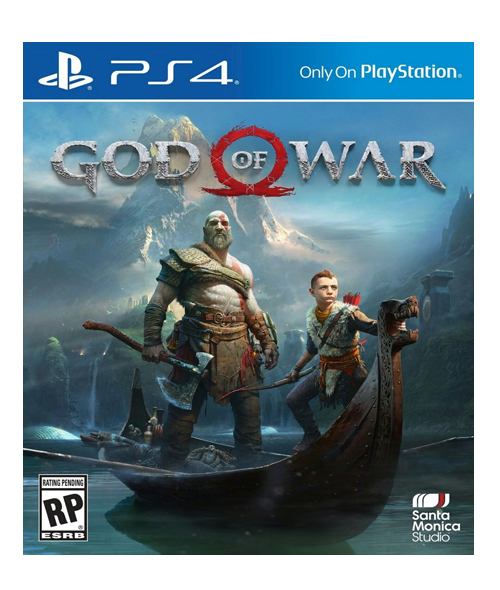 PS4
Only On PlayStation®
GOD OF WAR
RATING PENDING
RP
ESRB
Santa
Monica
Studio